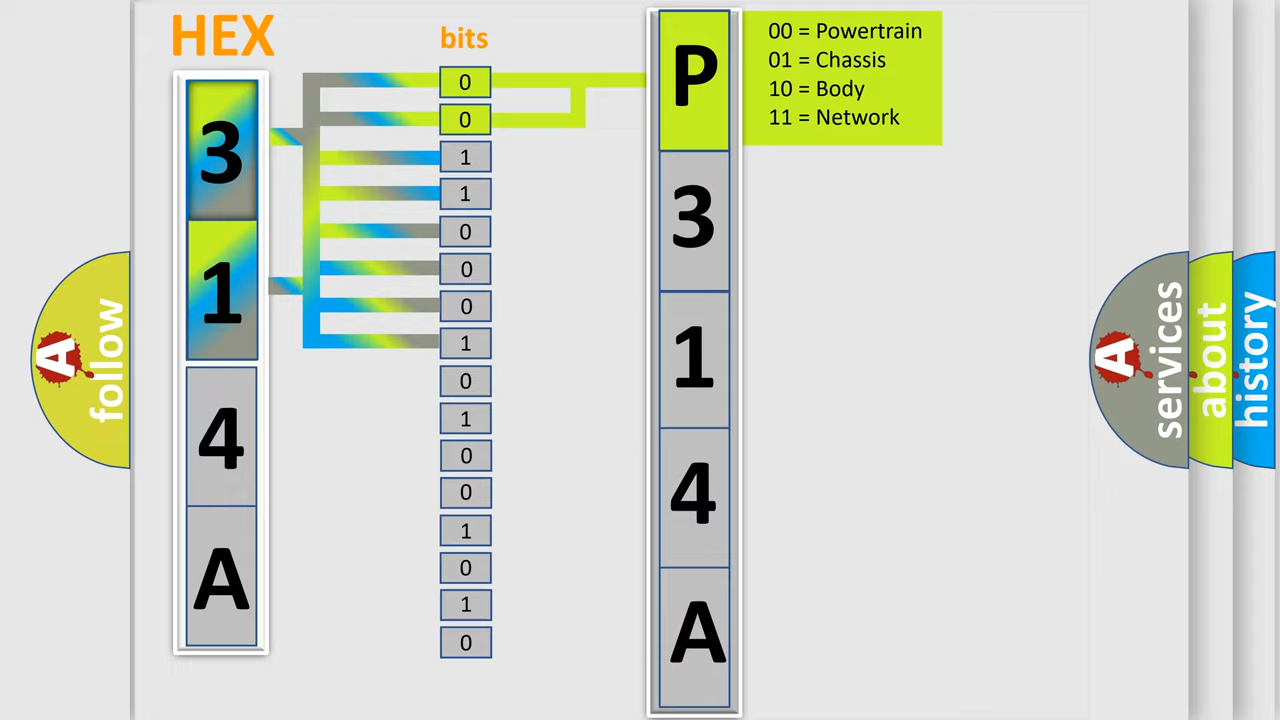 HEX
3
1
4
A
bits
0
0
1
1
0
0
0
1
0
1
0
0
1
0
1
0
P
3
1
4
A
00 = Powertrain
01 = Chassis
10 = Body
11 = Network
A
follow
A
services
about
history